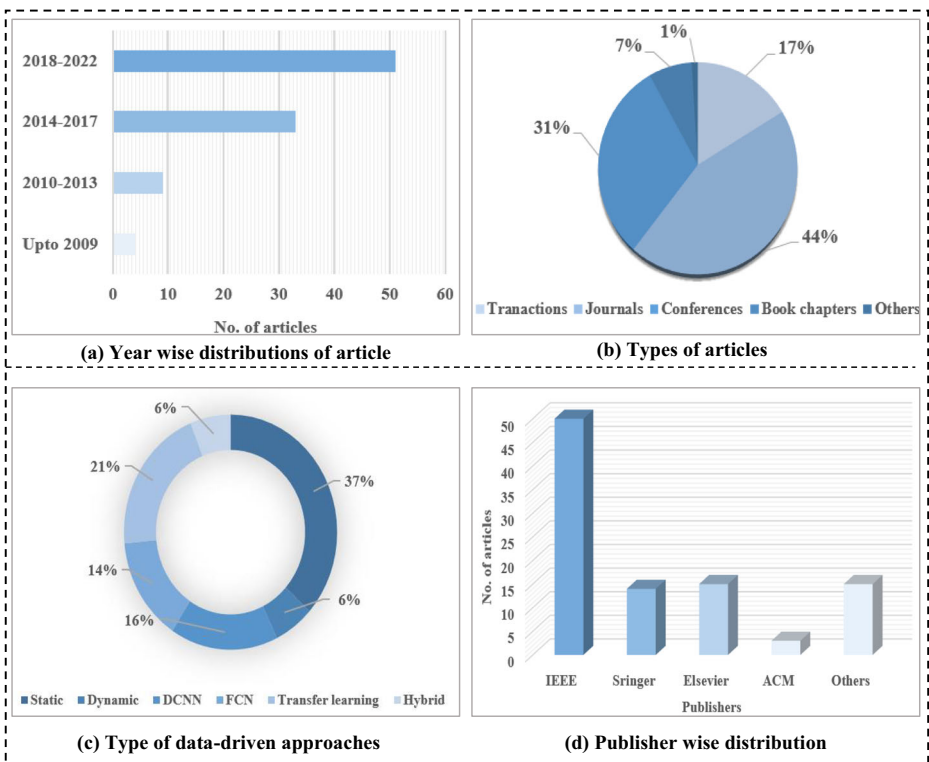 2018-2022
2014-2017
2010-2013
Upto 2009
0 10 20 30 40 50 60
No. of articles
(a) Year wise distributions of article
1%
7%
17%
31%
44%
Tranactions Journals Conferences Book chapters Others
(b) Types of articles
6%
21%
37%
14%
6%
16%
Static Dynamic DCNN FCN Transfer learning Hybrid
(c) Type of data-driven approaches
50
45
40
35
30
25
20
15
10
5
0
No. of articles
IEEE Sringer Elsevier ACM Others
Publishers
(d) Publisher wise distribution